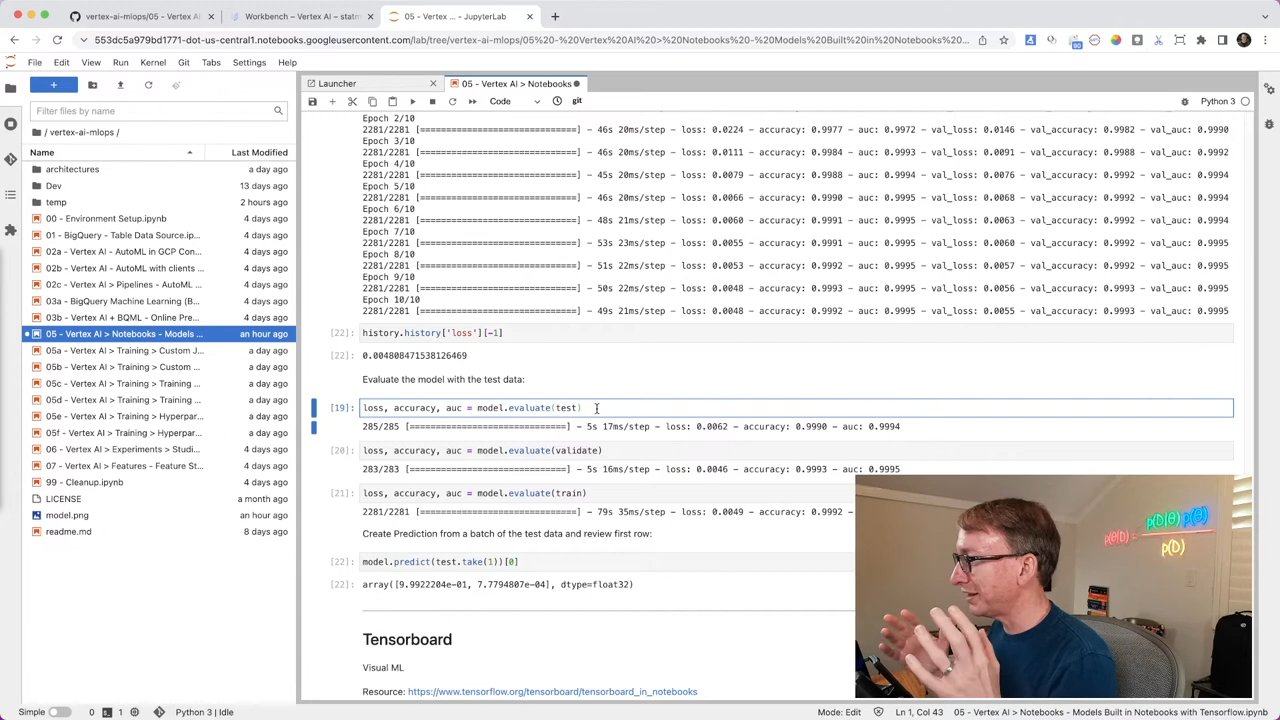 vertex-ai-mlops/05 - Vertex AI
Workbench – Vertex AI – statm
05 - Vertex ... - JupyterLab
553dc5a979bd1771-dot-us-central1.notebooks.googleusercontent.com/lab/tree/vertex-ai-mlops/05%20-%20Vertex%20AI%20>%20Notebooks%20-%20Models%20Built%20in%20Notebooks%20...
File Edit View Run Kernel Git Tabs Settings Help
Launcher
05 - Vertex AI > Notebooks
Code
git
Python 3
Filter files by name
/ vertex-ai-mlops /
Name Last Modified
architectures a day ago
Dev 13 days ago
temp 2 hours ago
00 - Environment Setup.ipynb 4 days ago
01 - BigQuery - Table Data Source.ip... 4 days ago
02a - Vertex AI - AutoML in GCP Con... 4 days ago
02b - Vertex AI - AutoML with clients ... 4 days ago
02c - Vertex AI > Pipelines - AutoML ... 4 days ago
03a - BigQuery Machine Learning (B... 4 days ago
03b - Vertex AI + BQML - Online Pre... 4 days ago
05 - Vertex AI > Notebooks - Models ... an hour ago
05a - Vertex AI > Training > Custom J... a day ago
05b - Vertex AI > Training > Custom ... a day ago
05c - Vertex AI > Training > Training ... a day ago
05d - Vertex AI > Training > Training ... a day ago
05e - Vertex AI > Training > Hyperpar... a day ago
05f - Vertex AI > Training > Hyperpar... a day ago
06 - Vertex AI > Experiments > Studi... 4 days ago
07 - Vertex AI > Features - Feature St... 4 days ago
99 - Cleanup.ipynb 4 days ago
LICENSE a month ago
model.png an hour ago
readme.md 8 days ago
Epoch 2/10
2281/2281 [==============================] - 46s 20ms/step - loss: 0.0224 - accuracy: 0.9977 - auc: 0.9972 - val_loss: 0.0146 - val_accuracy: 0.9982 - val_auc: 0.9990
Epoch 3/10
2281/2281 [==============================] - 46s 20ms/step - loss: 0.0111 - accuracy: 0.9984 - auc: 0.9993 - val_loss: 0.0091 - val_accuracy: 0.9988 - val_auc: 0.9992
Epoch 4/10
2281/2281 [==============================] - 45s 20ms/step - loss: 0.0079 - accuracy: 0.9988 - auc: 0.9994 - val_loss: 0.0076 - val_accuracy: 0.9992 - val_auc: 0.9994
Epoch 5/10
2281/2281 [==============================] - 46s 20ms/step - loss: 0.0066 - accuracy: 0.9990 - auc: 0.9994 - val_loss: 0.0068 - val_accuracy: 0.9992 - val_auc: 0.9994
Epoch 6/10
2281/2281 [==============================] - 48s 21ms/step - loss: 0.0060 - accuracy: 0.9991 - auc: 0.9995 - val_loss: 0.0063 - val_accuracy: 0.9992 - val_auc: 0.9994
Epoch 7/10
2281/2281 [==============================] - 53s 23ms/step - loss: 0.0055 - accuracy: 0.9991 - auc: 0.9995 - val_loss: 0.0060 - val_accuracy: 0.9992 - val_auc: 0.9995
Epoch 8/10
2281/2281 [==============================] - 51s 22ms/step - loss: 0.0053 - accuracy: 0.9992 - auc: 0.9995 - val_loss: 0.0057 - val_accuracy: 0.9992 - val_auc: 0.9995
Epoch 9/10
2281/2281 [==============================] - 50s 22ms/step - loss: 0.0048 - accuracy: 0.9993 - auc: 0.9995 - val_loss: 0.0056 - val_accuracy: 0.9993 - val_auc: 0.9995
Epoch 10/10
2281/2281 [==============================] - 49s 21ms/step - loss: 0.0048 - accuracy: 0.9993 - auc: 0.9995 - val_loss: 0.0055 - val_accuracy: 0.9993 - val_auc: 0.9995
[22]: history.history['loss'][-1]
[22]: 0.004808471538126469
Evaluate the model with the test data:
[19]: loss, accuracy, auc = model.evaluate(test)
285/285 [==============================] - 5s 17ms/step - loss: 0.0062 - accuracy: 0.9990 - auc: 0.9994
[20]: loss, accuracy, auc = model.evaluate(validate)
283/283 [==============================] - 5s 16ms/step - loss: 0.0046 - accuracy: 0.9993 - auc: 0.9995
[21]: loss, accuracy, auc = model.evaluate(train)
2281/2281 [==============================] - 79s 35ms/step - loss: 0.0049 - accuracy: 0.9992 -
Create Prediction from a batch of the test data and review first row:
[22]: model.predict(test.take(1))[0]
[22]: array([9.9922204e-01, 7.7794807e-04], dtype=float32)
Tensorboard
Visual ML
Resource: https://www.tensorflow.org/tensorboard/tensorboard_in_notebooks
Simple 0 1 Python 3 | Idle Mode: Edit Ln 1, Col 43 05 - Vertex AI > Notebooks - Models Built in Notebooks with Tensorflow.ipynb